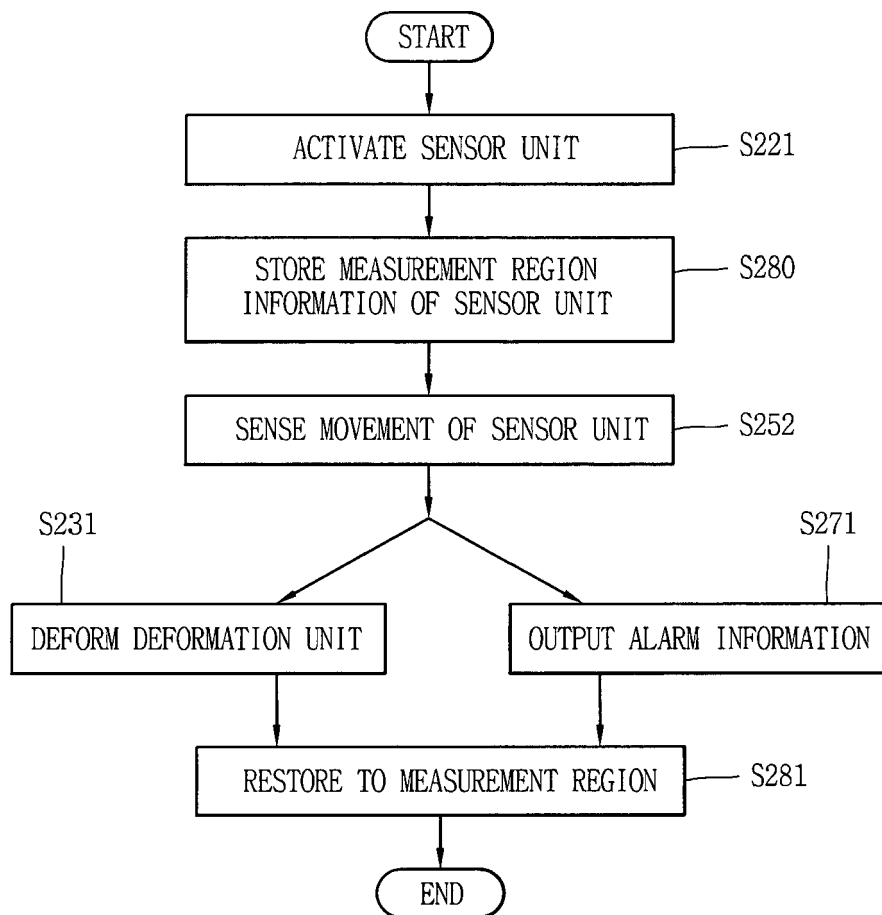 START
ACTIVATE SENSOR UNIT
S221
STORE MEASUREMENT REGION
INFORMATION OF SENSOR UNIT
S280
SENSE MOVEMENT OF SENSOR UNIT
S252
S231
S271
DEFORM DEFORMATION UNIT
OUTPUT ALARM INFORMATION
RESTORE TO MEASUREMENT REGION
S281
END